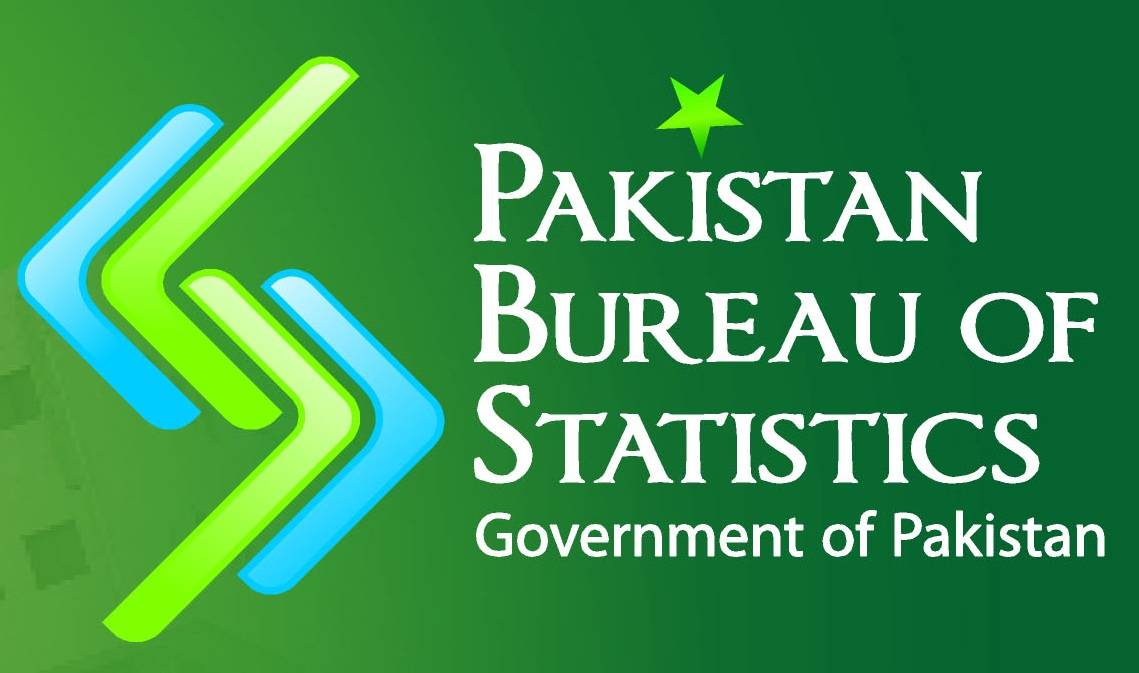 Pakistan
Bureau of
Statistics
Government of Pakistan